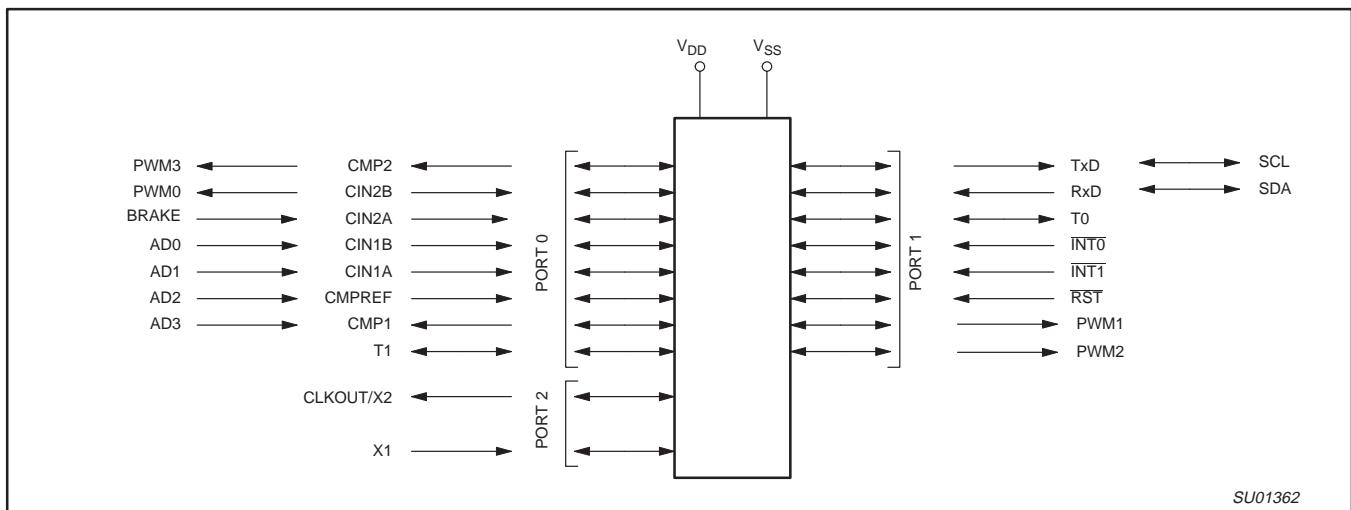 VDD VSS
PWM3 CMP2 TxD SCL
PWM0 CIN2B RxD SDA
BRAKE CIN2A T0
AD0 CIN1B PORT 0 PORT 1 INT0
AD1 CIN1A INT1
AD2 CMPREF RST
AD3 CMP1 PWM1
T1 PWM2
CLKOUT/X2 PORT 2
X1
SU01362